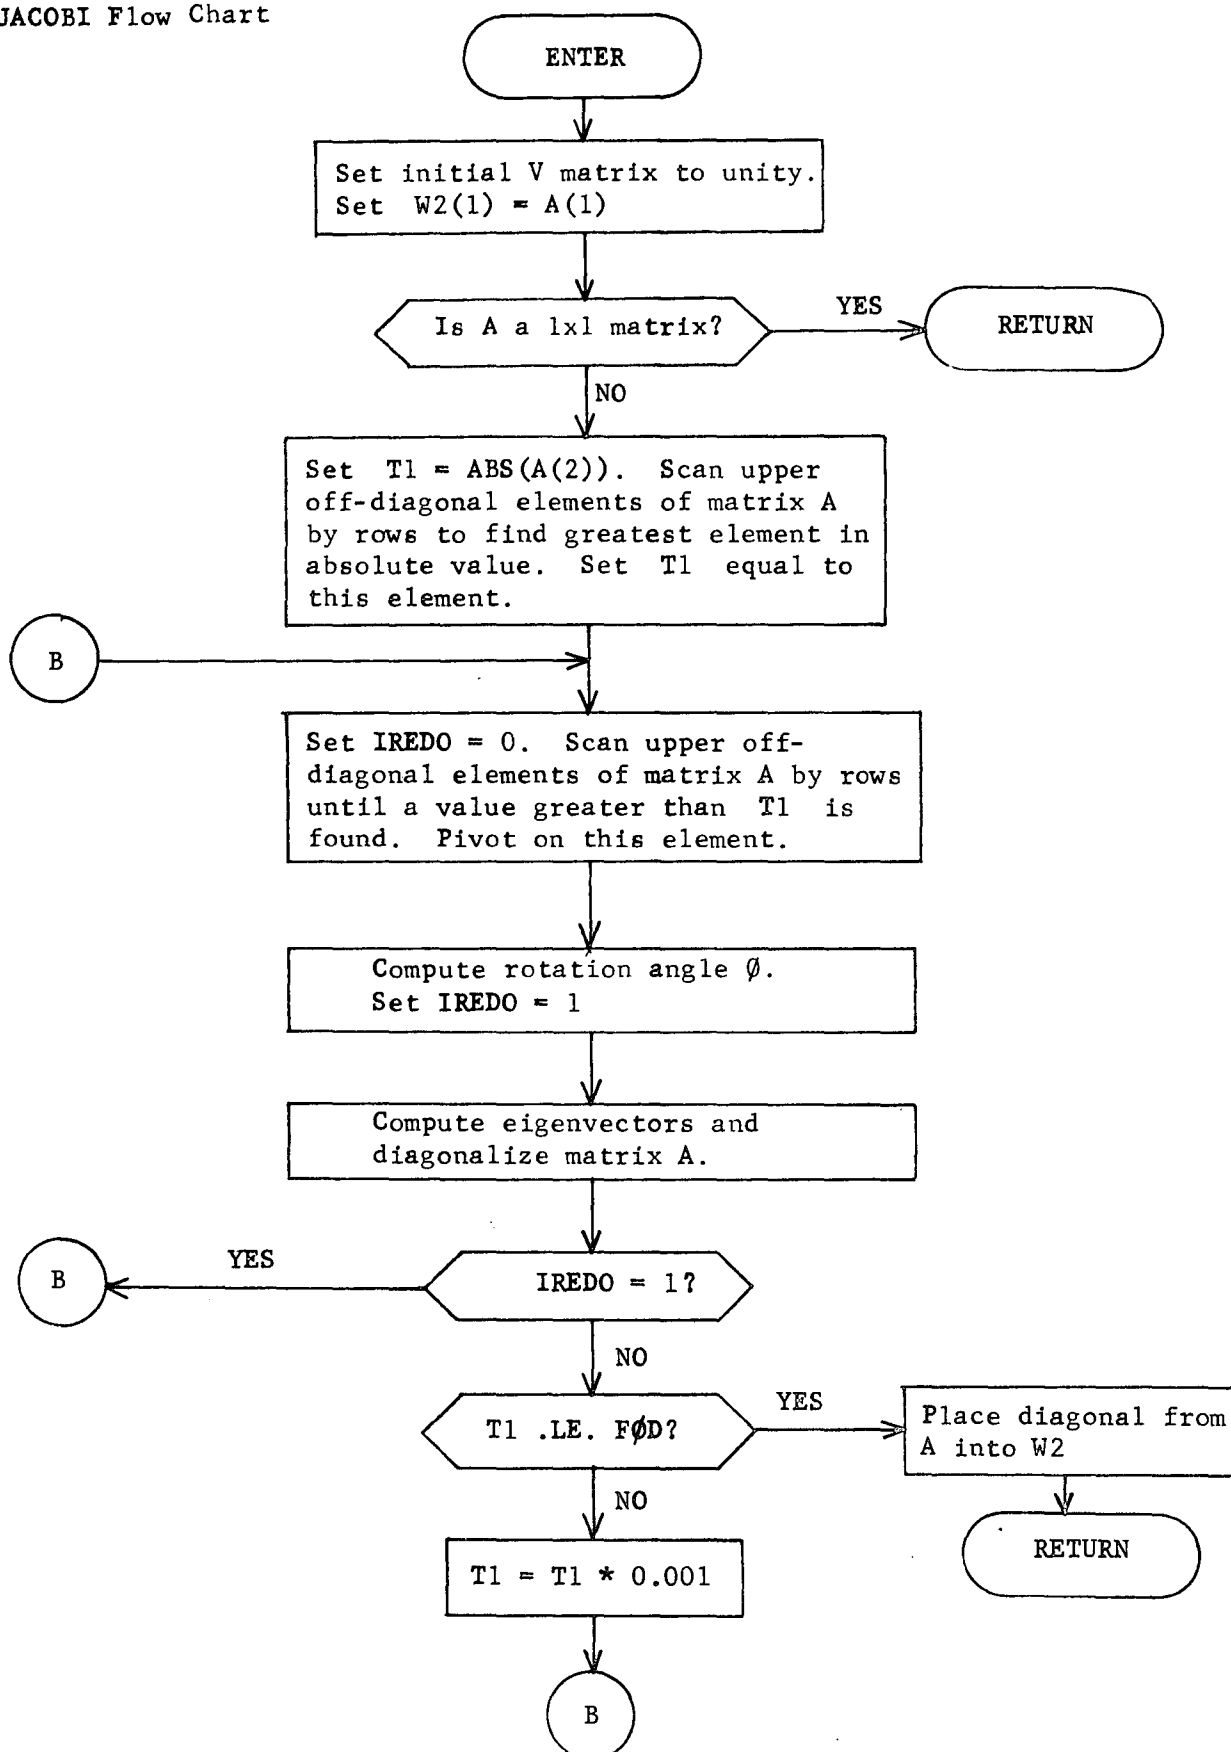 JACOBI Flow Chart
ENTER
Set initial V matrix to unity.
Set W2(1) = A(1)
Is A a 1x1 matrix?
YES
RETURN
NO
Set T1 = ABS(A(2)). Scan upper
off-diagonal elements of matrix A
by rows to find greatest element in
absolute value. Set T1 equal to
this element.
B
Set IREDO = 0. Scan upper off-
diagonal elements of matrix A by rows
until a value greater than T1 is
found. Pivot on this element.
Compute rotation angle Ø.
Set IREDO = 1
Compute eigenvectors and
diagonalize matrix A.
B
YES
IREDO = 1?
NO
T1 .LE. FØD?
YES
Place diagonal from
A into W2
NO
RETURN
T1 = T1 * 0.001
B